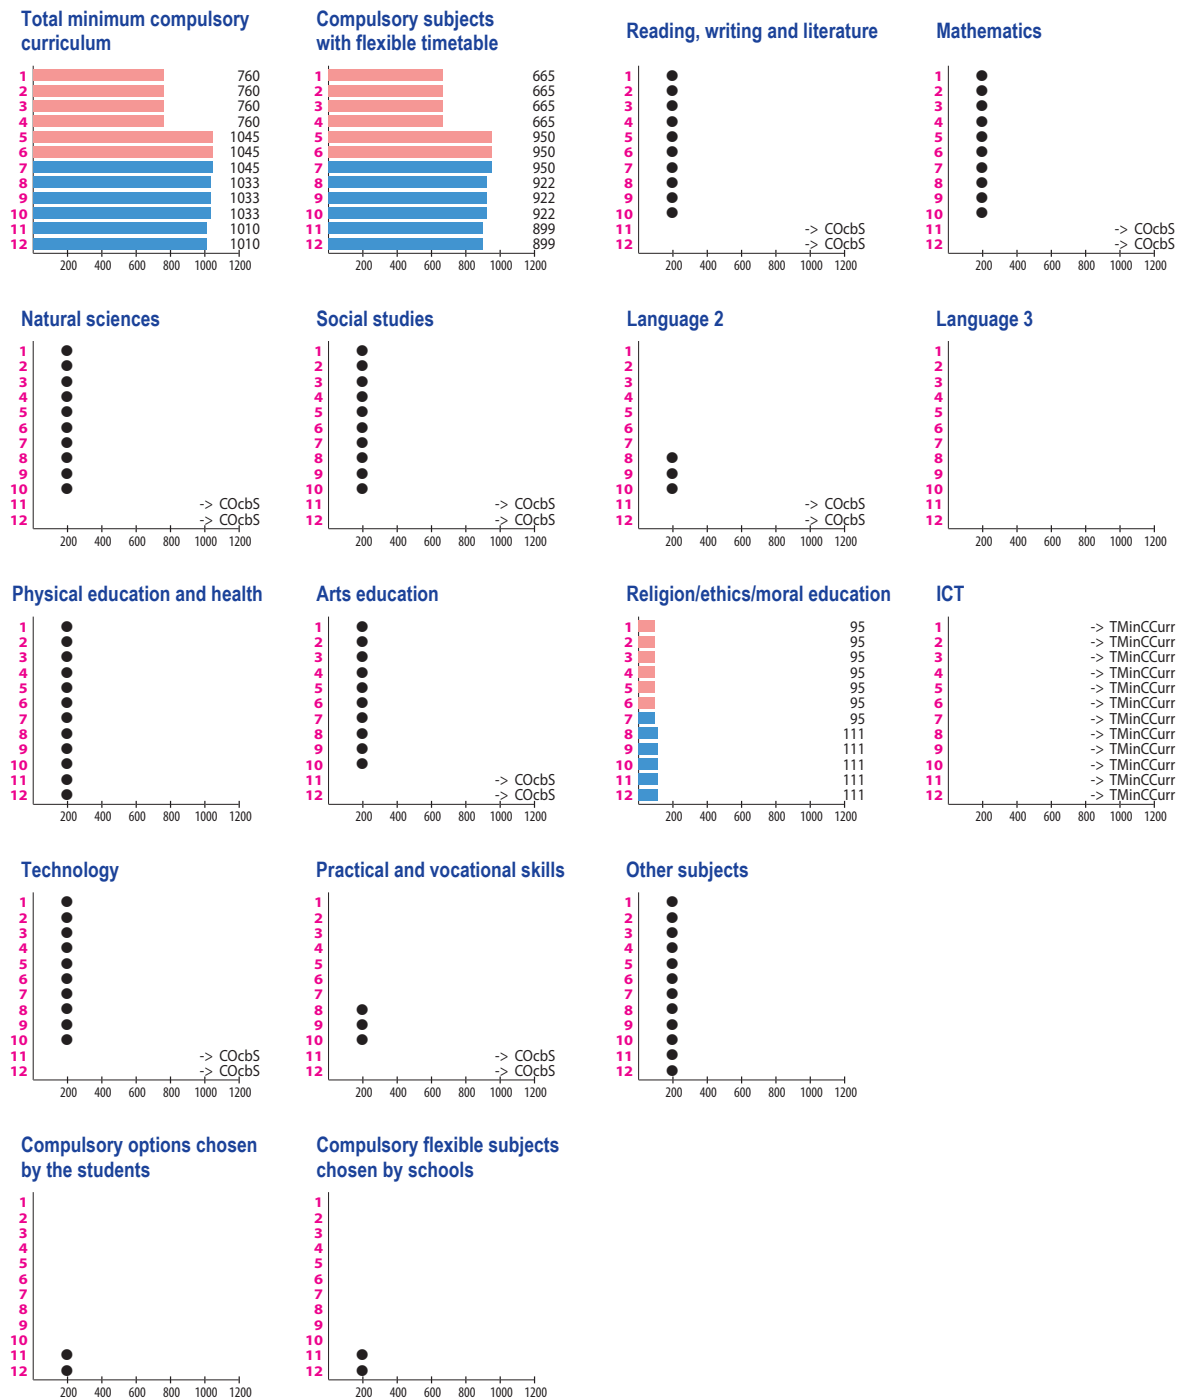 Total minimum compulsory
curriculum
1 760
2 760
3 760
4 760
5 1045
6 1045
7 1045
8 1033
9 1033
10 1033
11 1010
12 1010
200 400 600 800 1000 1200
Compulsory subjects
with flexible timetable
1 665
2 665
3 665
4 665
5 950
6 950
7 950
8 922
9 922
10 922
11 899
12 899
200 400 600 800 1000 1200
Reading, writing and literature
1
2
3
4
5
6
7
8
9
10
11 -> COcbS
12 -> COcbS
200 400 600 800 1000 1200
Mathematics
1
2
3
4
5
6
7
8
9
10
11 -> COcbS
12 -> COcbS
200 400 600 800 1000 1200
Natural sciences
1
2
3
4
5
6
7
8
9
10
11 -> COcbS
12 -> COcbS
200 400 600 800 1000 1200
Social studies
1
2
3
4
5
6
7
8
9
10
11 -> COcbS
12 -> COcbS
200 400 600 800 1000 1200
Language 2
1
2
3
4
5
6
7
8
9
10
11 -> COcbS
12 -> COcbS
200 400 600 800 1000 1200
Language 3
1
2
3
4
5
6
7
8
9
10
11
12
200 400 600 800 1000 1200
Physical education and health
1
2
3
4
5
6
7
8
9
10
11
12
200 400 600 800 1000 1200
Arts education
1
2
3
4
5
6
7
8
9
10
11 -> COcbS
12 -> COcbS
200 400 600 800 1000 1200
Religion/ethics/moral education
1 95
2 95
3 95
4 95
5 95
6 95
7 95
8 111
9 111
10 111
11 111
12 111
200 400 600 800 1000 1200
ICT
1 -> TMinCCurr
2 -> TMinCCurr
3 -> TMinCCurr
4 -> TMinCCurr
5 -> TMinCCurr
6 -> TMinCCurr
7 -> TMinCCurr
8 -> TMinCCurr
9 -> TMinCCurr
10 -> TMinCCurr
11 -> TMinCCurr
12 -> TMinCCurr
200 400 600 800 1000 1200
Technology
1
2
3
4
5
6
7
8
9
10
11 -> COcbS
12 -> COcbS
200 400 600 800 1000 1200
Practical and vocational skills
1
2
3
4
5
6
7
8
9
10
11 -> COcbS
12 -> COcbS
200 400 600 800 1000 1200
Other subjects
1
2
3
4
5
6
7
8
9
10
11
12
200 400 600 800 1000 1200
Compulsory options chosen
by the students
1
2
3
4
5
6
7
8
9
10
11
12
200 400 600 800 1000 1200
Compulsory flexible subjects
chosen by schools
1
2
3
4
5
6
7
8
9
10
11
12
200 400 600 800 1000 1200